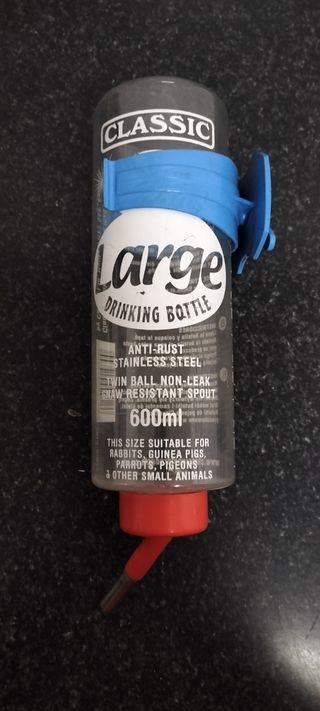 CLASSIC
Large
DRINKING BOTTLE
ANTI-RUST
STAINLESS STEEL
TWIN BALL NON-LEAK
GNAW RESISTANT SPOUT
600ml
THIS SIZE SUITABLE FOR
RABBITS, GUINEA PIGS,
PARROTS, PIGEONS
& OTHER SMALL ANIMALS